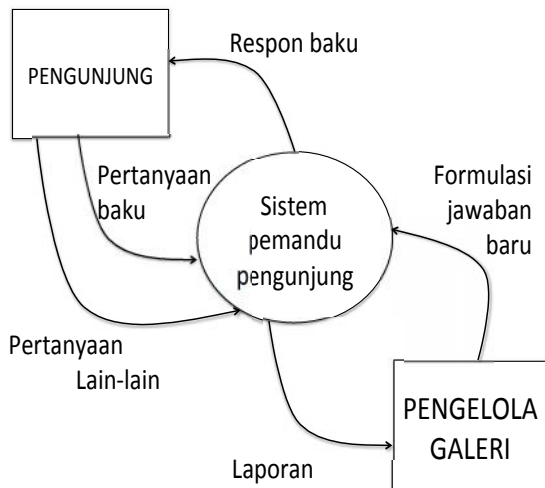 Respon baku
PENGUNJUNG
Pertanyaan
baku
Sistem
pemandu
pengunjung
Formulasi
jawaban
baru
Pertanyaan
Lain-lain
PENGELOLA
GALERI
Laporan